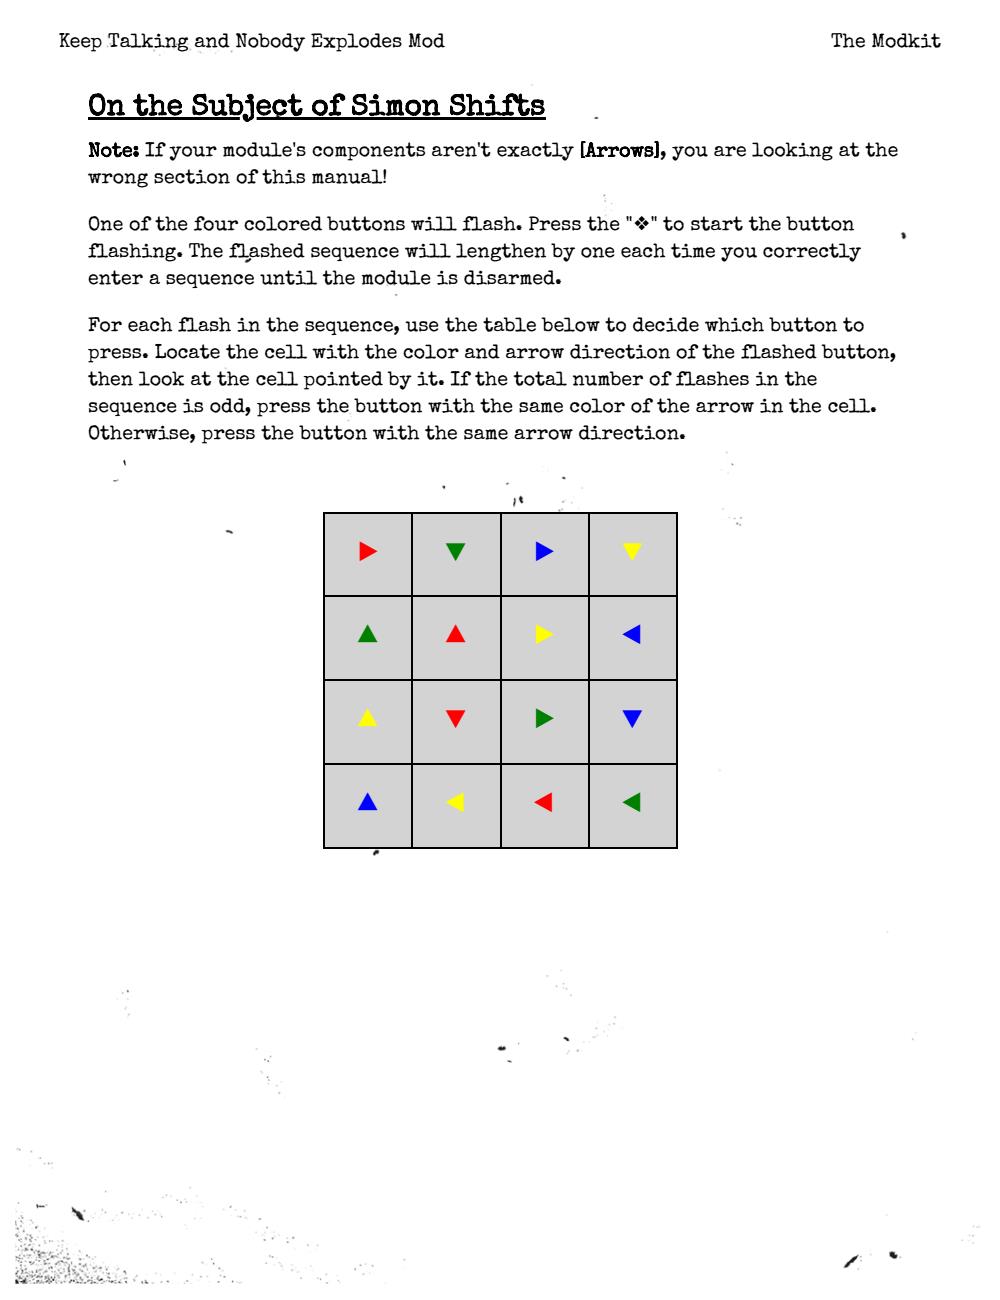 Keep Talking and Nobody Explodes Mod
The Modkit
On the Subject of Simon Shifts
Note: If your module's components aren't exactly [Arrows], you are looking at the
wrong section of this manual!
One of the four colored buttons will flash. Press the "❖" to start the button
flashing. The flashed sequence will lengthen by one each time you correctly
enter a sequence until the module is disarmed.
For each flash in the sequence, use the table below to decide which button to
press. Locate the cell with the color and arrow direction of the flashed button,
then look at the cell pointed by it. If the total number of flashes in the
sequence is odd, press the button with the same color of the arrow in the cell.
Otherwise, press the button with the same arrow direction.